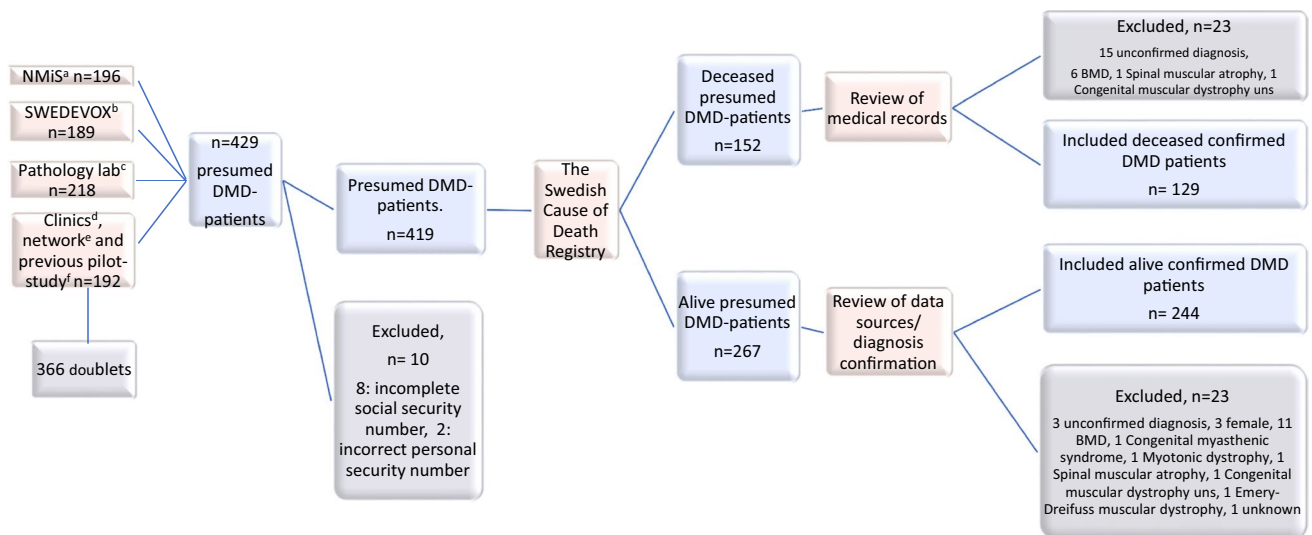 NMiSᵃ n=196
SWEDEVOXᵇ
n=189
Pathology labᶜ
n=218
Clinicsᵈ,
networkᵉ and
previous pilot-
studyᶠ n=192
366 doublets
n=429
presumed
DMD-
patients
Presumed DMD-
patients.
n=419
Excluded,
n= 10
8: incomplete
social security
number, 2:
incorrect personal
security number
The
Swedish
Cause of
Death
Registry
Deceased
presumed
DMD-patients
n=152
Review of
medical records
Excluded, n=23
15 unconfirmed diagnosis,
6 BMD, 1 Spinal muscular atrophy, 1
Congenital muscular dystrophy uns
Included deceased confirmed
DMD patients
n= 129
Alive presumed
DMD-patients
n=267
Review of data
sources/
diagnosis
confirmation
Included alive confirmed DMD
patients
n= 244
Excluded, n=23
3 unconfirmed diagnosis, 3 female, 11
BMD, 1 Congenital myasthenic
syndrome, 1 Myotonic dystrophy, 1
Spinal muscular atrophy, 1 Congenital
muscular dystrophy uns, 1 Emery-
Dreifuss muscular dystrophy, 1 unknown